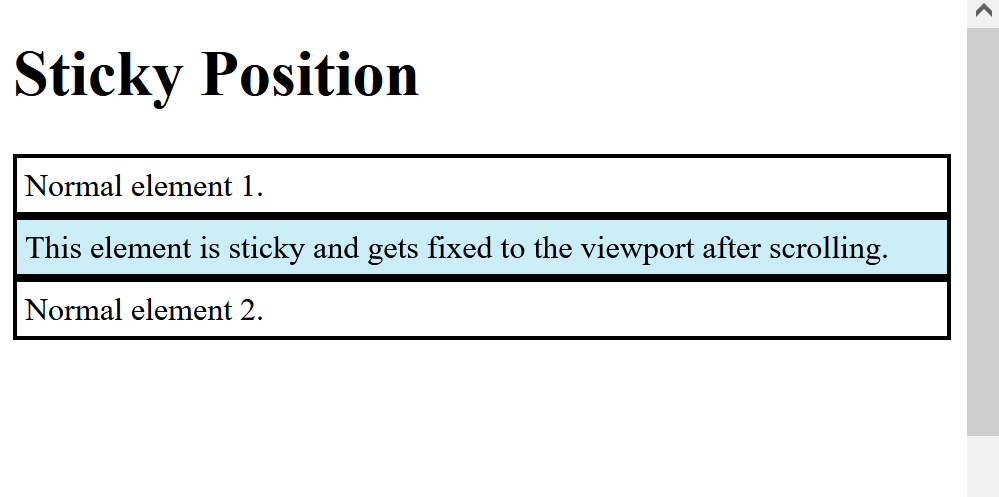 Sticky Position
Normal element 1.
This element is sticky and gets fixed to the viewport after scrolling.
Normal element 2.